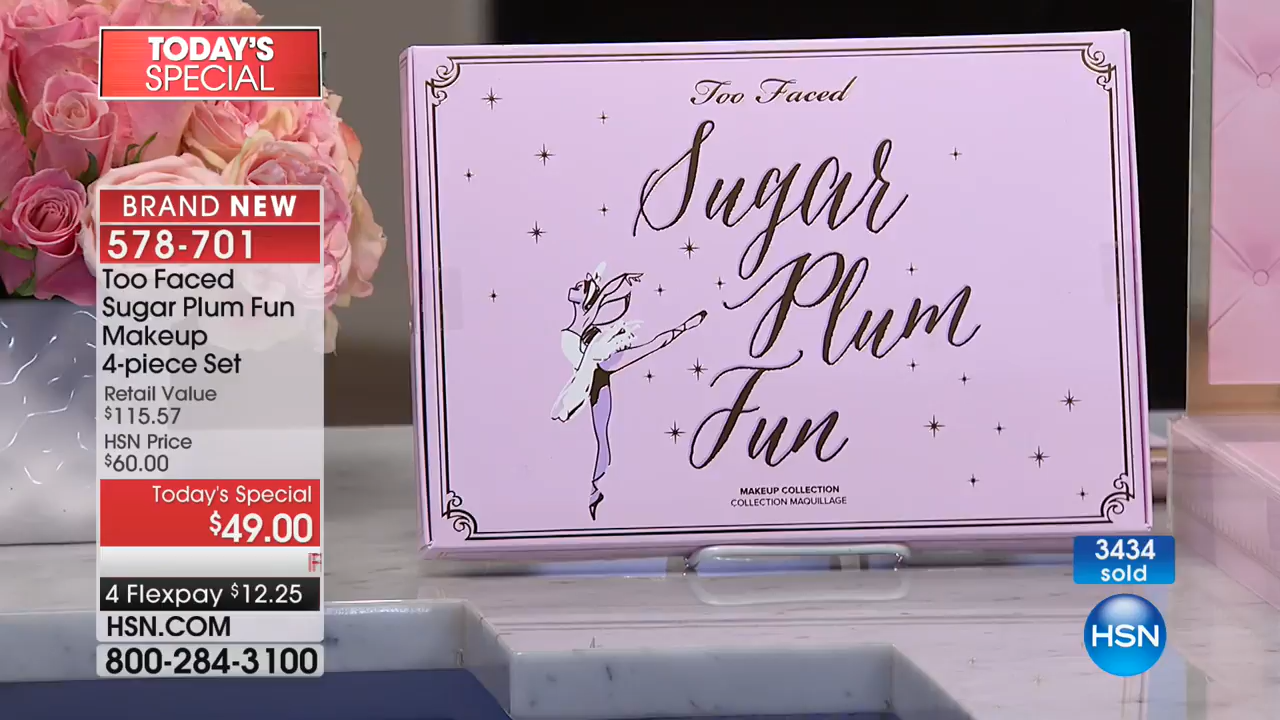 TODAY'S
SPECIAL
BRAND NEW
578-701
Too Faced
Sugar Plum Fun
Makeup
4-piece Set
Retail Value
$115.57
HSN Price
$60.00
Today's Special
$49.00
4 Flexpay $12.25
HSN.COM
800-284-3100
Too Faced
Sugar
Plum
Fun
MAKEUP COLLECTION
COLLECTION MAQUILLAGE
3434
sold
HSN